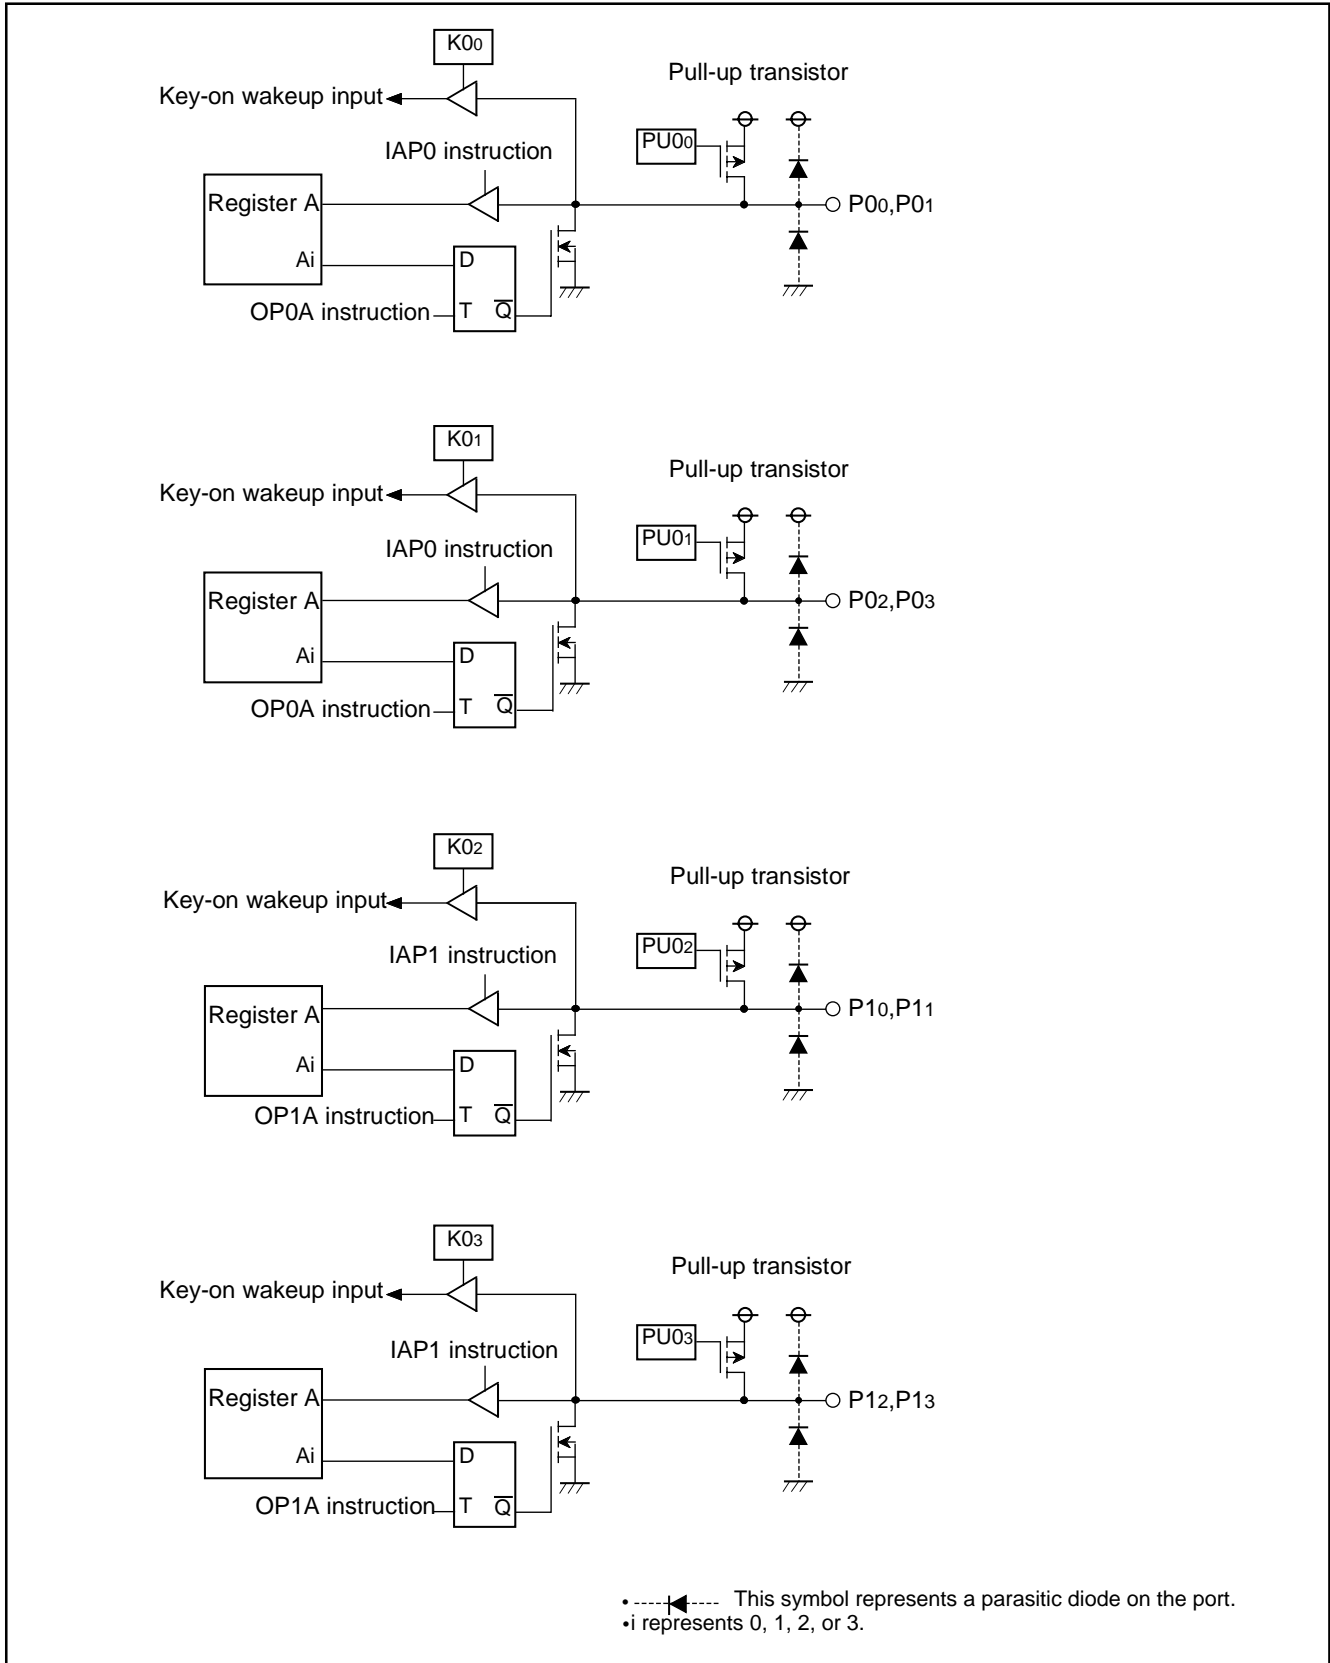 K00
Pull-up transistor
Key-on wakeup input
PU00
IAP0 instruction
Register A
P00,P01
Ai
D
OP0A instruction
T Q̅
K01
Pull-up transistor
Key-on wakeup input
PU01
IAP0 instruction
Register A
P02,P03
Ai
D
OP0A instruction
T Q̅
K02
Pull-up transistor
Key-on wakeup input
PU02
IAP1 instruction
Register A
P10,P11
Ai
D
OP1A instruction
T Q̅
K03
Pull-up transistor
Key-on wakeup input
PU03
IAP1 instruction
Register A
P12,P13
Ai
D
OP1A instruction
T Q̅
• This symbol represents a parasitic diode on the port.
•i represents 0, 1, 2, or 3.